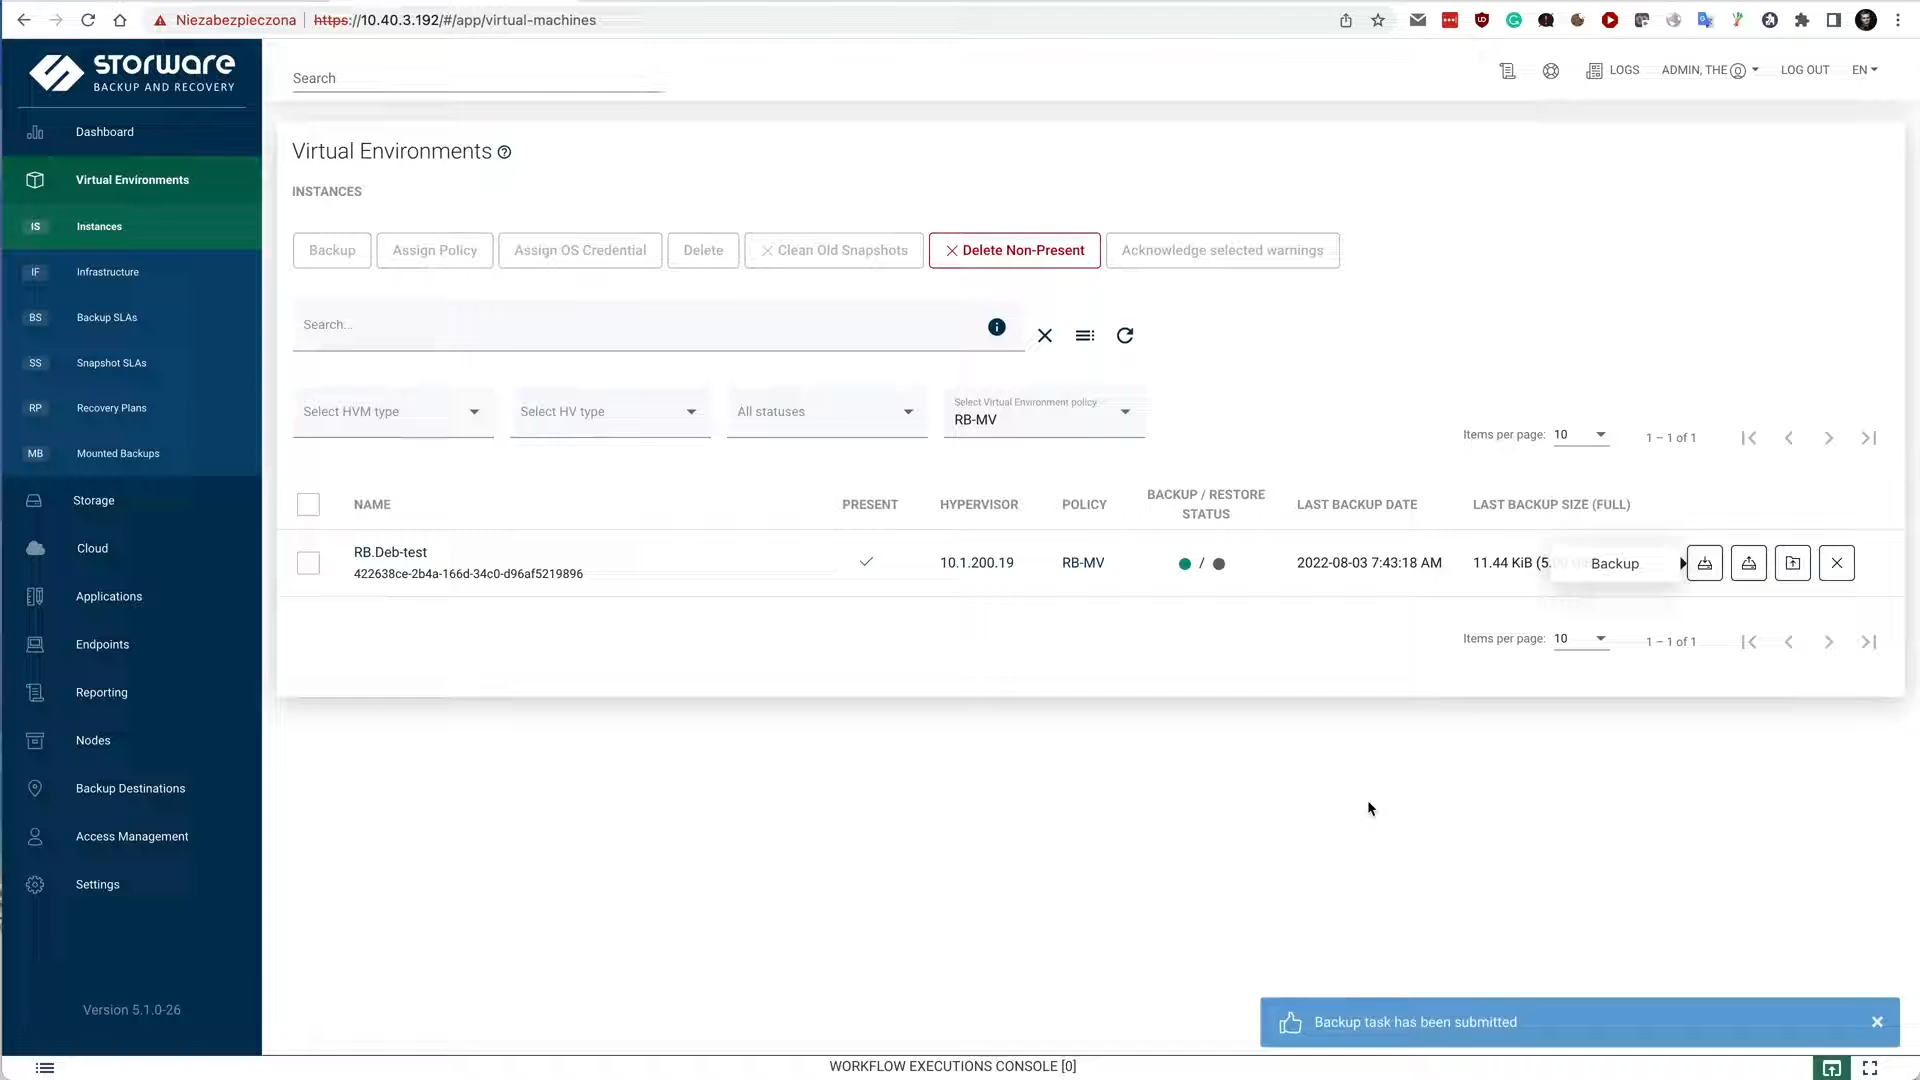 Niezabezpieczona | https://10.40.3.192/#/app/virtual-machines
STORWARE
BACKUP AND RECOVERY
Search
LOGS
ADMIN, THE
LOG OUT
EN
Dashboard
Virtual Environments
IS Instances
IF Infrastructure
BS Backup SLAs
SS Snapshot SLAs
RP Recovery Plans
MB Mounted Backups
Storage
Cloud
Applications
Endpoints
Reporting
Nodes
Backup Destinations
Access Management
Settings
Version 5.1.0-26
Virtual Environments
INSTANCES
Backup
Assign Policy
Assign OS Credential
Delete
Clean Old Snapshots
Delete Non-Present
Acknowledge selected warnings
Search...
Select HVM type
Select HV type
All statuses
Select Virtual Environment policy
RB-MV
Items per page: 10
1 – 1 of 1
NAME PRESENT HYPERVISOR POLICY BACKUP / RESTORE STATUS LAST BACKUP DATE LAST BACKUP SIZE (FULL)
RB.Deb-test
422638ce-2b4a-166d-34c0-d96af5219896
10.1.200.19 RB-MV / 2022-08-03 7:43:18 AM 11.44 KiB (5.
Backup
Items per page: 10
1 – 1 of 1
Backup task has been submitted
WORKFLOW EXECUTIONS CONSOLE [0]